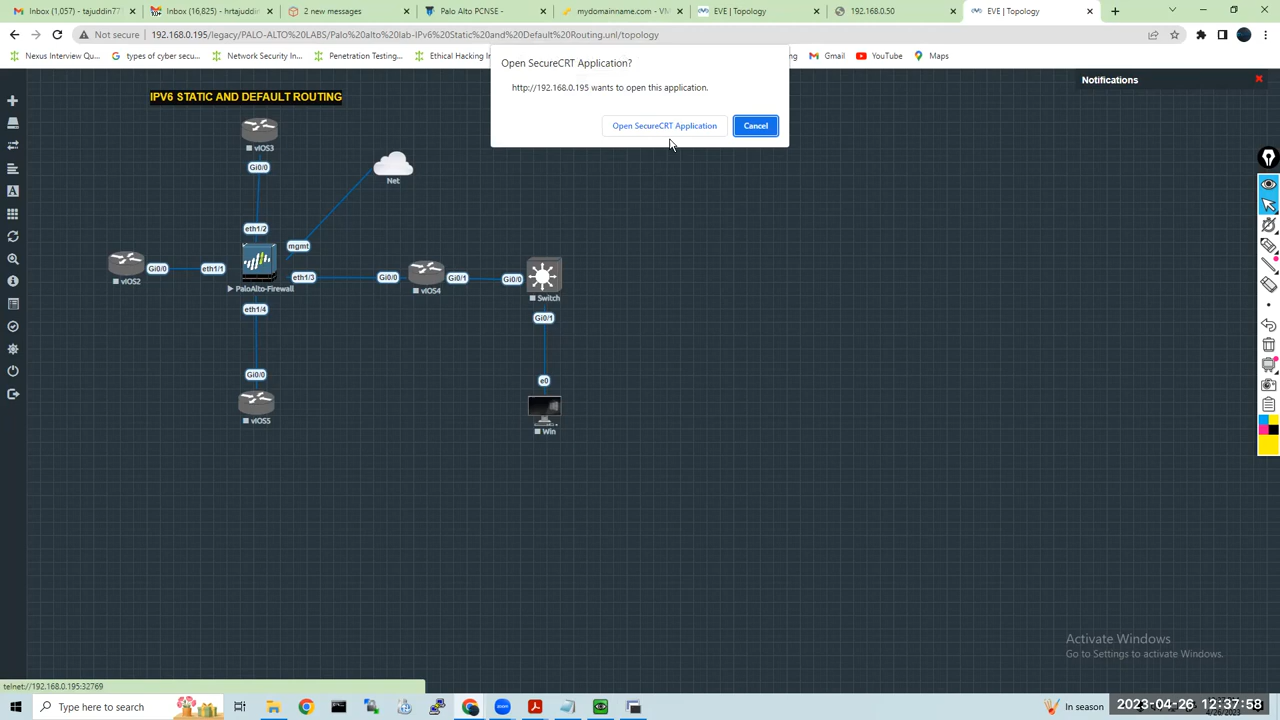 Inbox (1,057) - tajuddin77
Inbox (16,825) - hrtajuddin
2 new messages
Palo Alto PCNSE -
mydomainname.com - VM
EVE | Topology
192.168.0.50
EVE | Topology
Not secure
192.168.0.195/legacy/PALO-ALTO%20LABS/Palo%20alto%20lab-IPv6%20Static%20and%20Default%20Routing.unl/topology
Nexus Interview Qu...
types of cyber secu...
Network Security In...
Penetration Testing...
Ethical Hacking In
ng
Gmail
YouTube
Maps
Open SecureCRT Application?
http://192.168.0.195 wants to open this application.
Open SecureCRT Application
Cancel
Notifications
IPV6 STATIC AND DEFAULT ROUTING
vIOS3
Gi0/0
Net
eth1/2
mgmt
vIOS2
Gi0/0
eth1/1
PaloAlto-Firewall
eth1/3
Gi0/0
vIOS4
Gi0/1
Gi0/0
Switch
eth1/4
Gi0/1
Gi0/0
e0
vIOS5
Win
Activate Windows
Go to Settings to activate Windows.
telnet://192.168.0.195:32769
Type here to search
In season
2023-04-26 12:37:58
4/26/2023